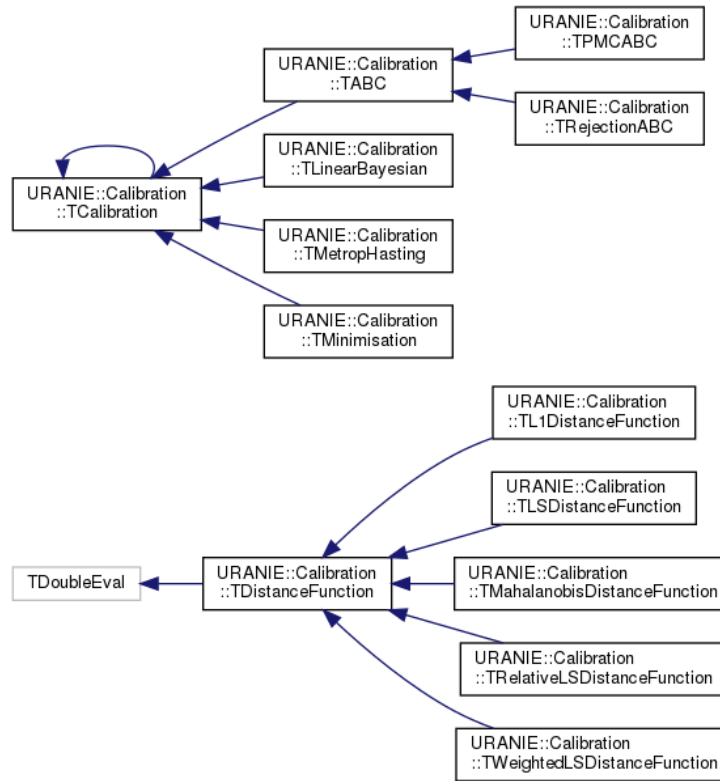 URANIE::Calibration
::TPMCABC
URANIE::Calibration
::TABC
URANIE::Calibration
::TRejectionABC
URANIE::Calibration
::TLinearBayesian
URANIE::Calibration
::TCalibration
URANIE::Calibration
::TMetropHasting
URANIE::Calibration
::TMinimisation
URANIE::Calibration
::TL1DistanceFunction
URANIE::Calibration
::TLSDistanceFunction
TDoubleEval
URANIE::Calibration
::TDistanceFunction
URANIE::Calibration
::TMahalanobisDistanceFunction
URANIE::Calibration
::TRelativeLSDistanceFunction
URANIE::Calibration
::TWeightedLSDistanceFunction